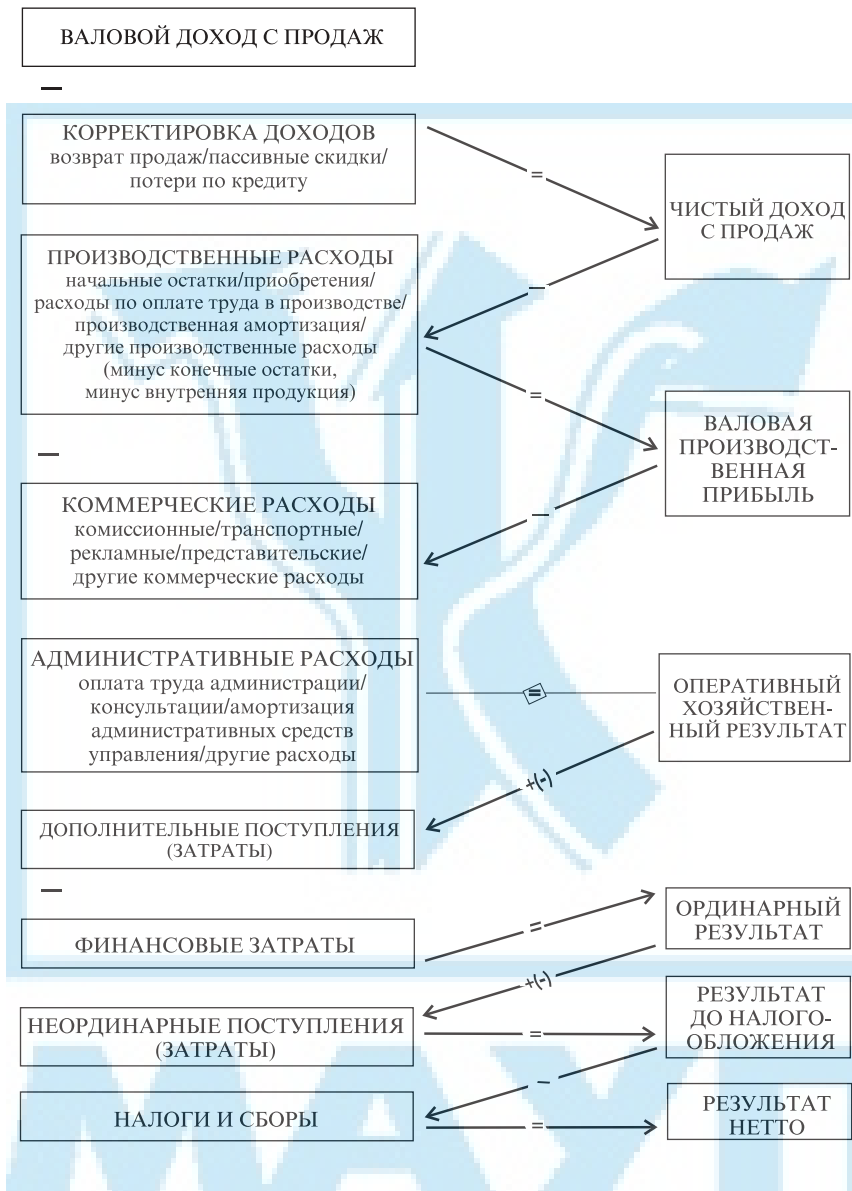 ВАЛОВОЙ ДОХОД С ПРОДАЖ
—
КОРРЕКТИРОВКА ДОХОДОВ
возврат продаж/пассивные скидки/
потери по кредиту
=
ЧИСТЫЙ ДОХОД
С ПРОДАЖ
—
ПРОИЗВОДСТВЕННЫЕ РАСХОДЫ
начальные остатки/приобретения/
расходы по оплате труда в производстве/
производственная амортизация/
другие производственные расходы
(минус конечные остатки,
минус внутренняя продукция)
=
ВАЛОВАЯ
ПРОИЗВОДСТ-
ВЕННАЯ
ПРИБЫЛЬ
—
—
КОММЕРЧЕСКИЕ РАСХОДЫ
комиссионные/транспортные/
рекламные/представительские/
другие коммерческие расходы
АДМИНИСТРАТИВНЫЕ РАСХОДЫ
оплата труда администрации/
консультации/амортизация
административных средств
управления/другие расходы
=
ОПЕРАТИВНЫЙ
ХОЗЯЙСТВЕН-
НЫЙ РЕЗУЛЬТАТ
+(-)
ДОПОЛНИТЕЛЬНЫЕ ПОСТУПЛЕНИЯ
(ЗАТРАТЫ)
—
ФИНАНСОВЫЕ ЗАТРАТЫ
=
ОРДИНАРНЫЙ
РЕЗУЛЬТАТ
+(-)
НЕОРДИНАРНЫЕ ПОСТУПЛЕНИЯ
(ЗАТРАТЫ)
=
РЕЗУЛЬТАТ
ДО НАЛОГО-
ОБЛОЖЕНИЯ
–
НАЛОГИ И СБОРЫ
=
РЕЗУЛЬТАТ
НЕТТО